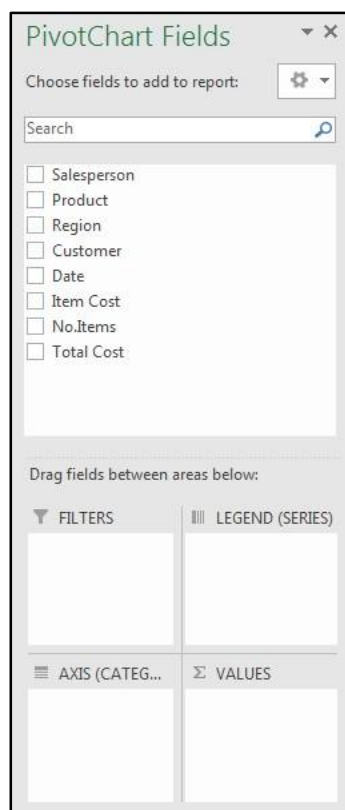 PivotChart Fields
Choose fields to add to report:
Search
Salesperson
Product
Region
Customer
Date
Item Cost
No.Items
Total Cost
Drag fields between areas below:
FILTERS
LEGEND (SERIES)
AXIS (CATEG...
Σ VALUES